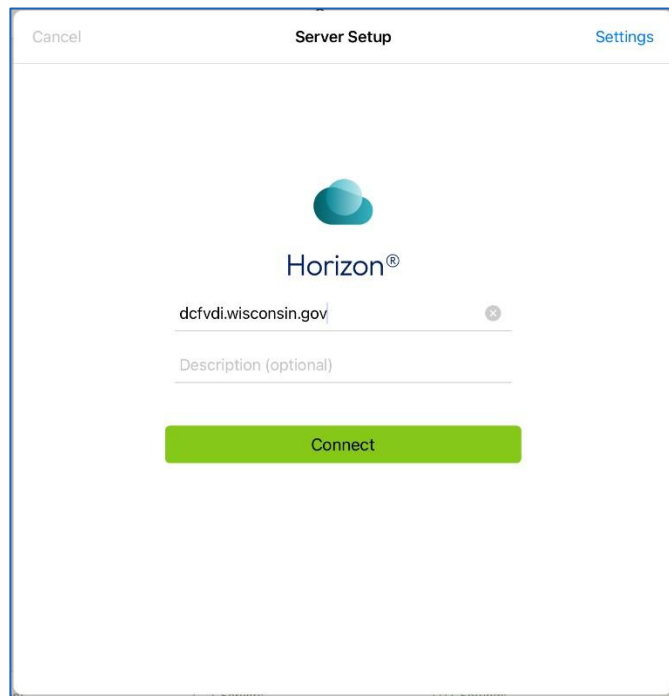 Cancel Server Setup Settings
Horizon®
dcfvdi.wisconsin.gov
Description (optional)
Connect